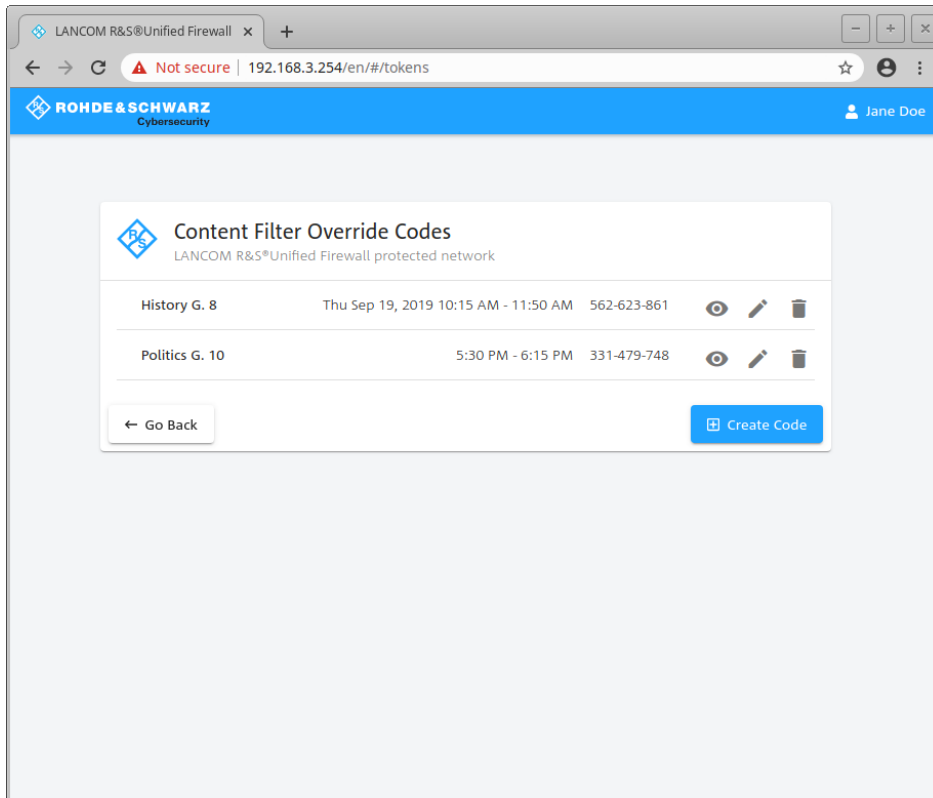 LANCOM R&S®Unified Firewall
Not secure | 192.168.3.254/en/#/tokens
ROHDE&SCHWARZ
Cybersecurity
Jane Doe
R S
Content Filter Override Codes
LANCOM R&S®Unified Firewall protected network
History G. 8 Thu Sep 19, 2019 10:15 AM - 11:50 AM 562-623-861
Politics G. 10 5:30 PM - 6:15 PM 331-479-748
← Go Back
Create Code